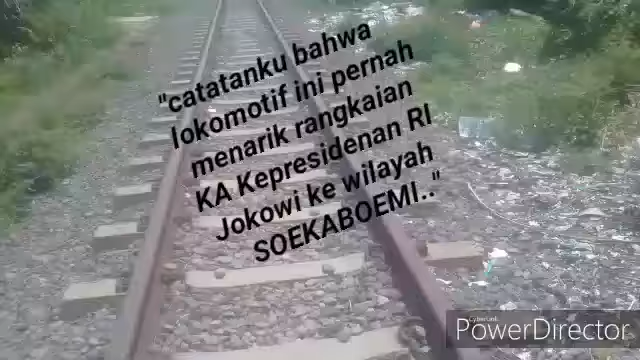 "catatanku bahwa
lokomotif ini pernah
menarik rangkaian
KA Kepresidenan RI
Jokowi ke wilayah
SOEKABOEMI.."
CyberLink
PowerDirector